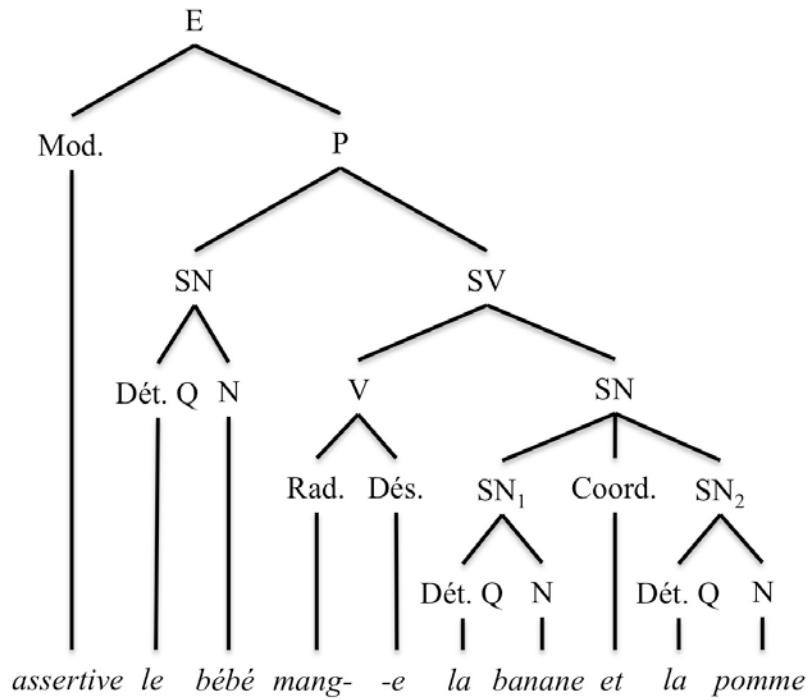 E
Mod. P
SN SV
Dét. Q N V SN
Rad. Dés. SN₁ Coord. SN₂
Dét. Q N Dét. Q N
assertive le bébé mang- -e la banane et la pomme